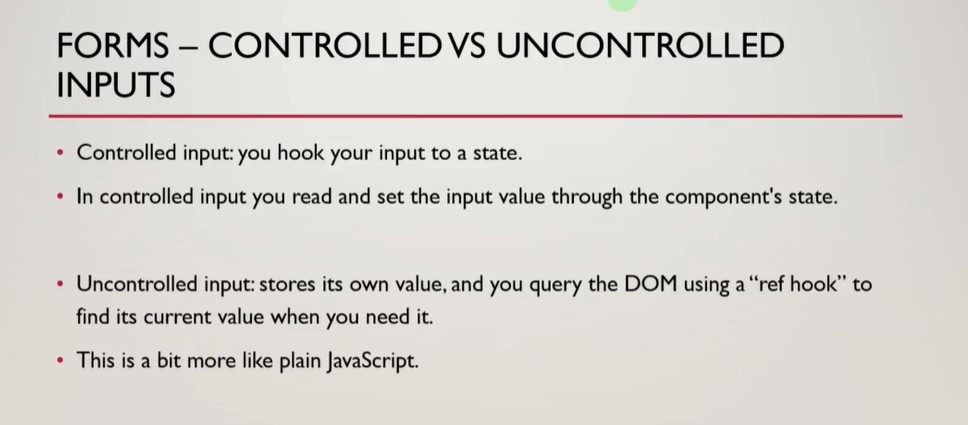 FORMS – CONTROLLED VS UNCONTROLLED
INPUTS
• Controlled input: you hook your input to a state.
• In controlled input you read and set the input value through the component's state.
• Uncontrolled input: stores its own value, and you query the DOM using a “ref hook” to
find its current value when you need it.
• This is a bit more like plain JavaScript.